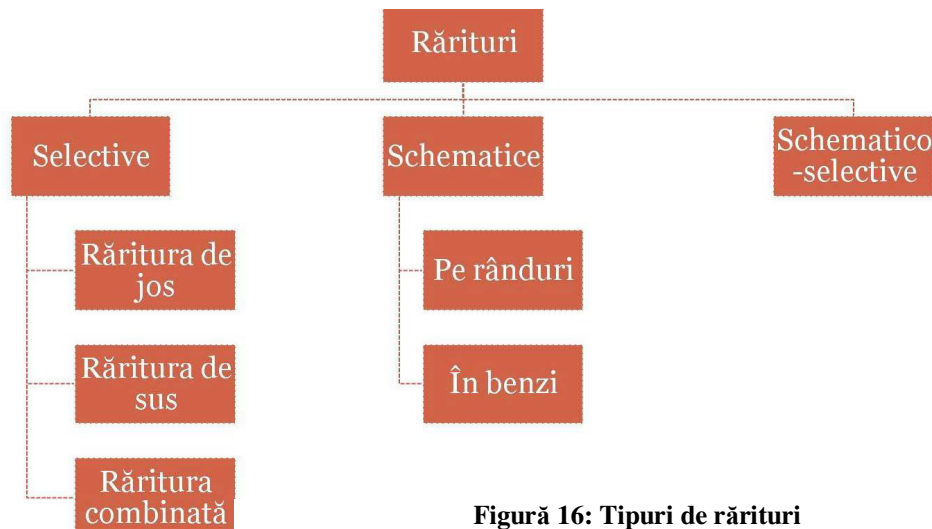 Rărituri
Selective
Schematice
Schematico
-selective
Răritura de
jos
Pe rânduri
Răritura de
sus
În benzi
Răritura
combinată
Figură 16: Tipuri de rărituri